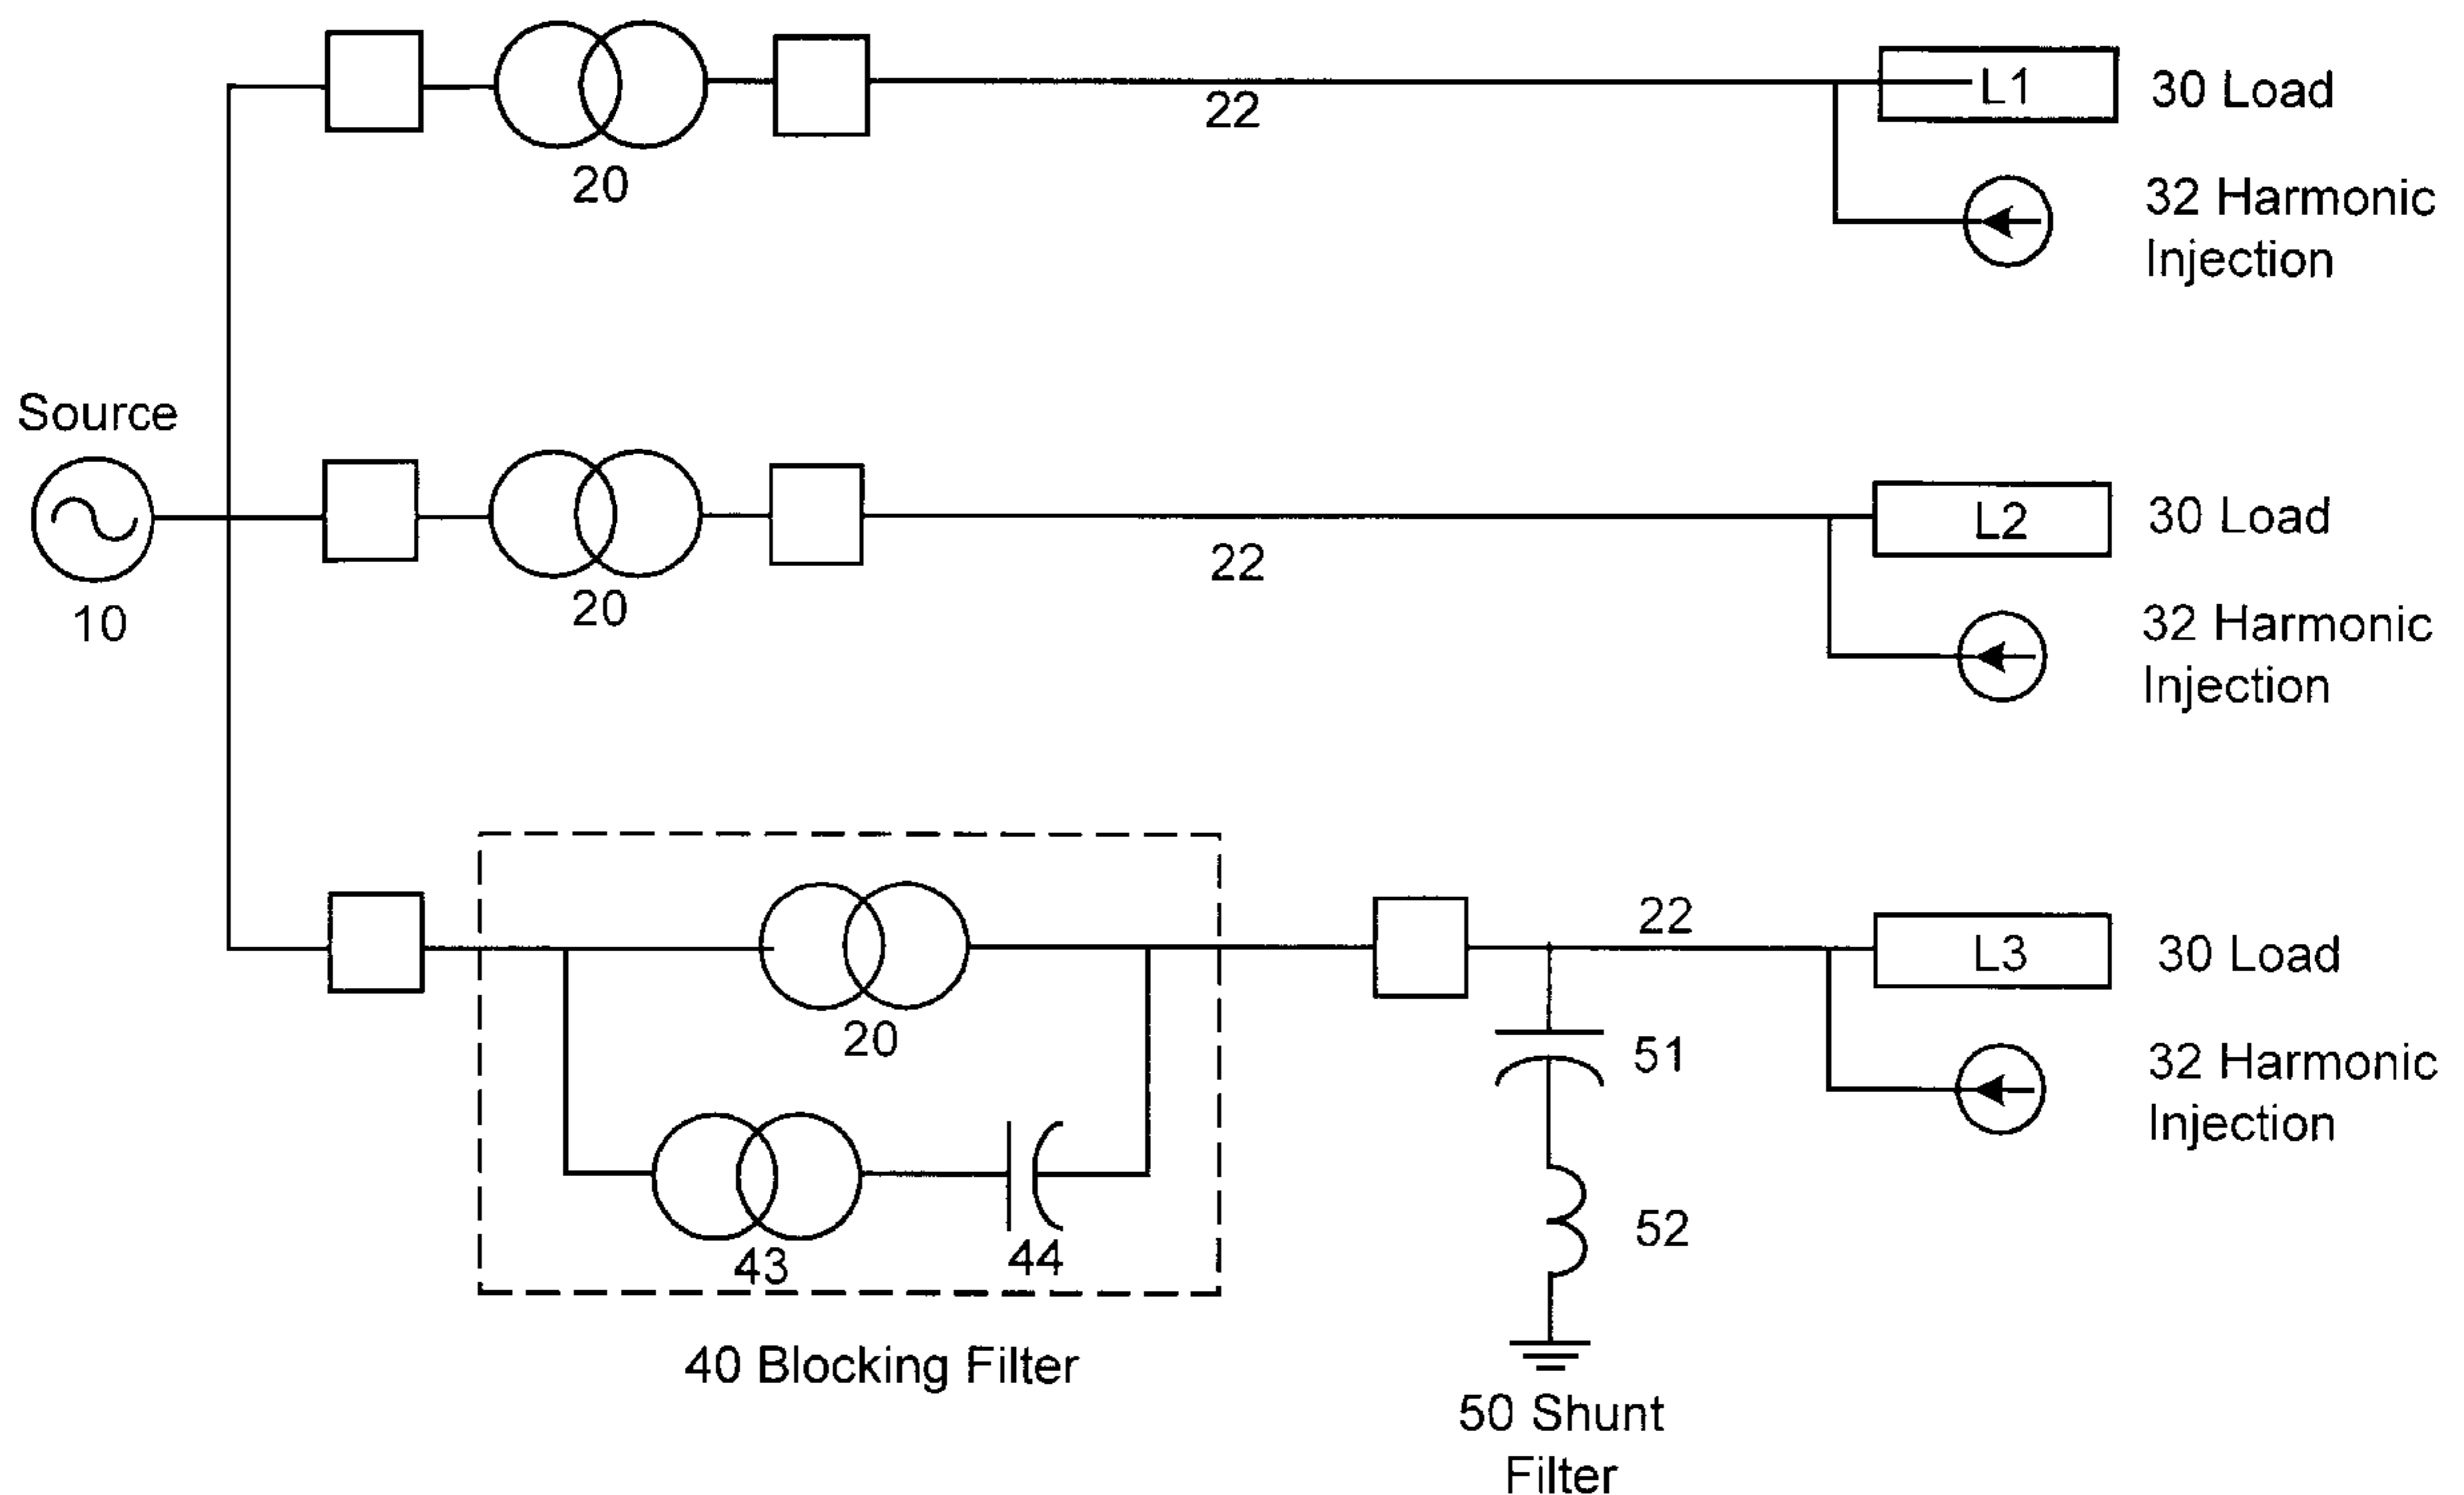 L1
30 Load
22
20
32 Harmonic
Injection
Source
10
L2
30 Load
22
20
32 Harmonic
Injection
22
L3
30 Load
20
51
32 Harmonic
Injection
43
44
52
40 Blocking Filter
50 Shunt
Filter